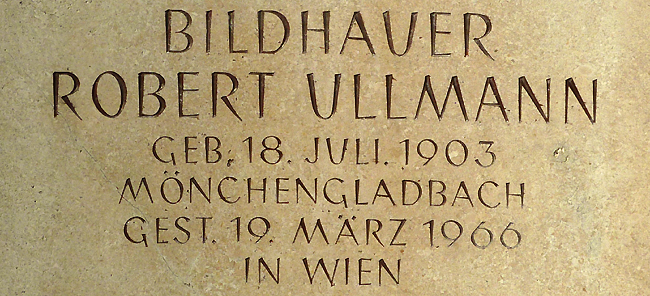 BILDHAUER
ROBERT ULLMANN
GEB. 18. JULI. 1903
MÖNCHENGLADBACH
GEST. 19. MÄRZ 1966
IN WIEN